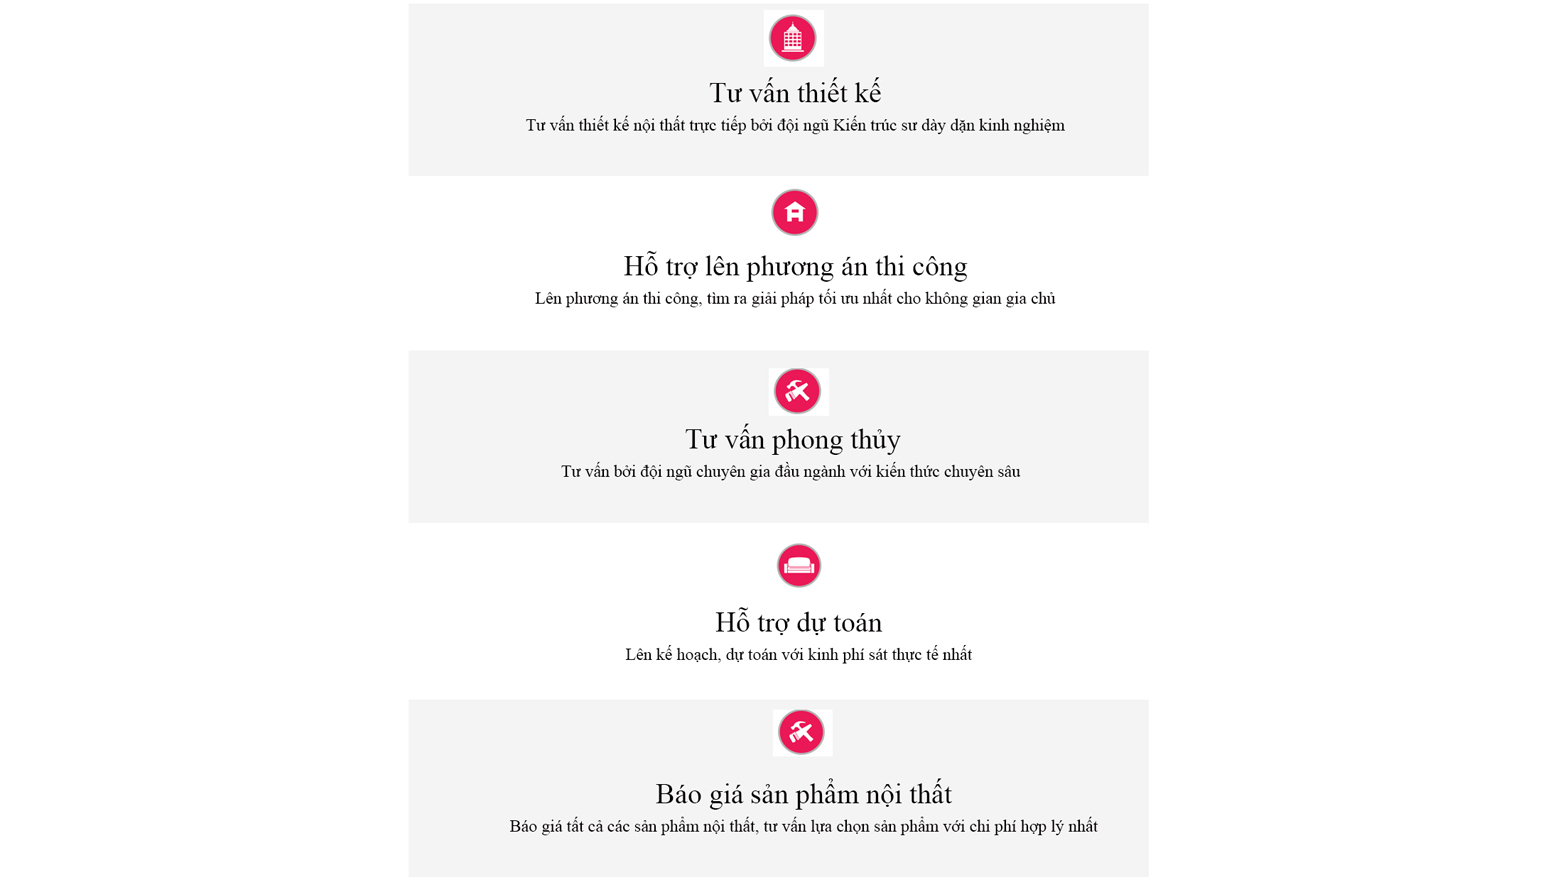 Tư vấn thiết kế
Tư vấn thiết kế nội thất trực tiếp bởi đội ngũ Kiến trúc sư dày dặn kinh nghiệm
Hỗ trợ lên phương án thi công
Lên phương án thi công, tìm ra giải pháp tối ưu nhất cho không gian gia chủ
Tư vấn phong thủy
Tư vấn bởi đội ngũ chuyên gia đầu ngành với kiến thức chuyên sâu
Hỗ trợ dự toán
Lên kế hoạch, dự toán với kinh phí sát thực tế nhất
Báo giá sản phẩm nội thất
Báo giá tất cả các sản phẩm nội thất, tư vấn lựa chọn sản phẩm với chi phí hợp lý nhất